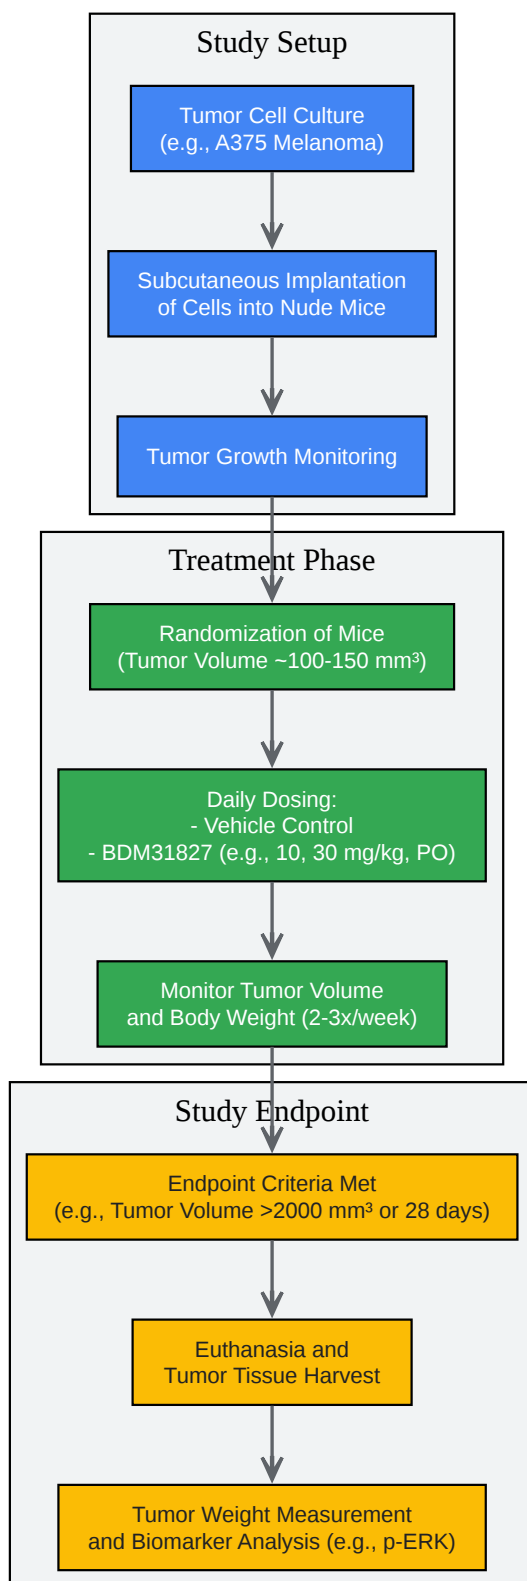 Study Setup
Tumor Cell Culture
(e.g., A375 Melanoma)
Subcutaneous Implantation
of Cells into Nude Mice
Tumor Growth Monitoring
Treatment Phase
Randomization of Mice
(Tumor Volume ~100-150 mm³)
Daily Dosing:
- Vehicle Control
- BDM31827 (e.g., 10, 30 mg/kg, PO)
Monitor Tumor Volume
and Body Weight (2-3x/week)
Study Endpoint
Endpoint Criteria Met
(e.g., Tumor Volume >2000 mm³ or 28 days)
Euthanasia and
Tumor Tissue Harvest
Tumor Weight Measurement
and Biomarker Analysis (e.g., p-ERK)